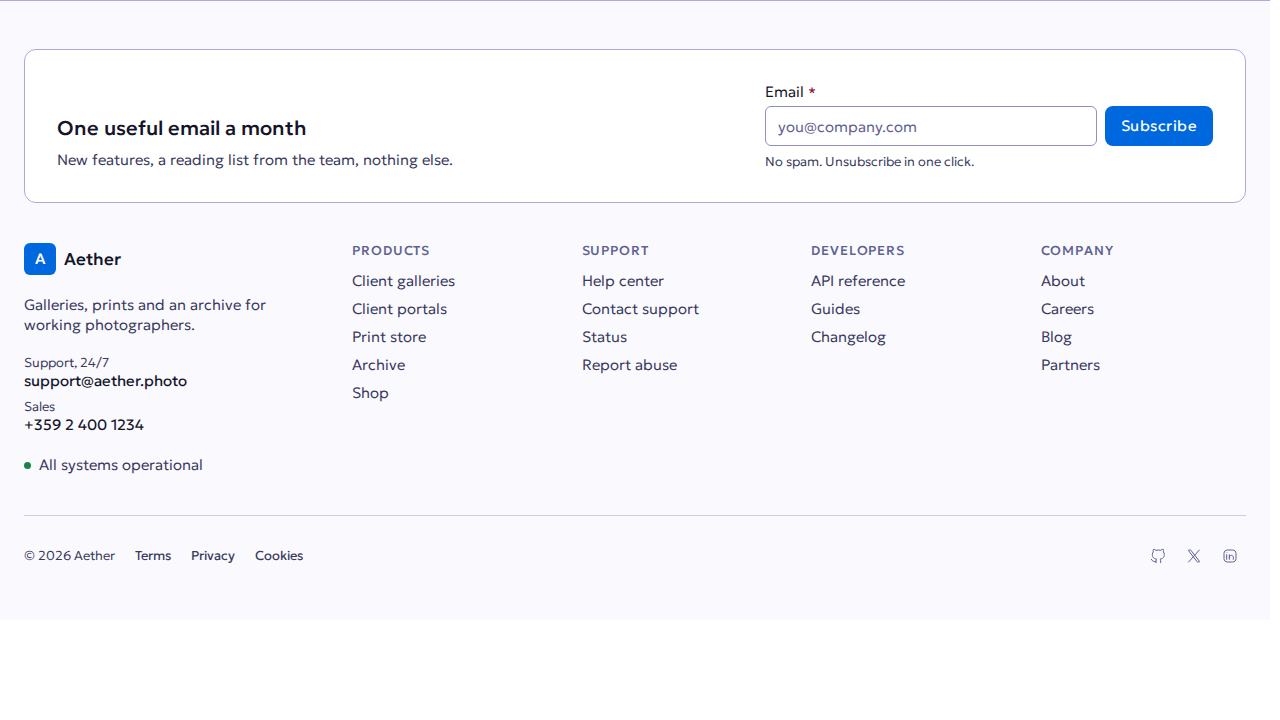 One useful email a month
New features, a reading list from the team, nothing else.
Email *
you@company.com
Subscribe
No spam. Unsubscribe in one click.
A Aether
Galleries, prints and an archive for
working photographers.
Support, 24/7
support@aether.photo
Sales
+359 2 400 1234
All systems operational
PRODUCTS
Client galleries
Client portals
Print store
Archive
Shop
SUPPORT
Help center
Contact support
Status
Report abuse
DEVELOPERS
API reference
Guides
Changelog
COMPANY
About
Careers
Blog
Partners
© 2026 Aether Terms Privacy Cookies